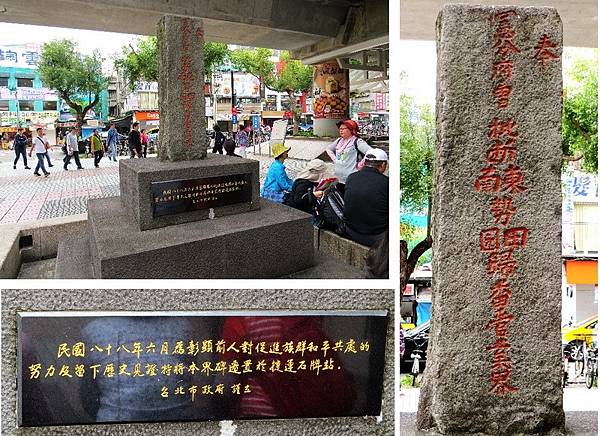 奉
憲分府曾批斷東南勢田園歸番管業界
民國八十八年六月為彰顯前人對促進族群和平共處的
努力及留下歷史見證特將本界碑遷置於捷運石牌站。
台北市政府 謹立